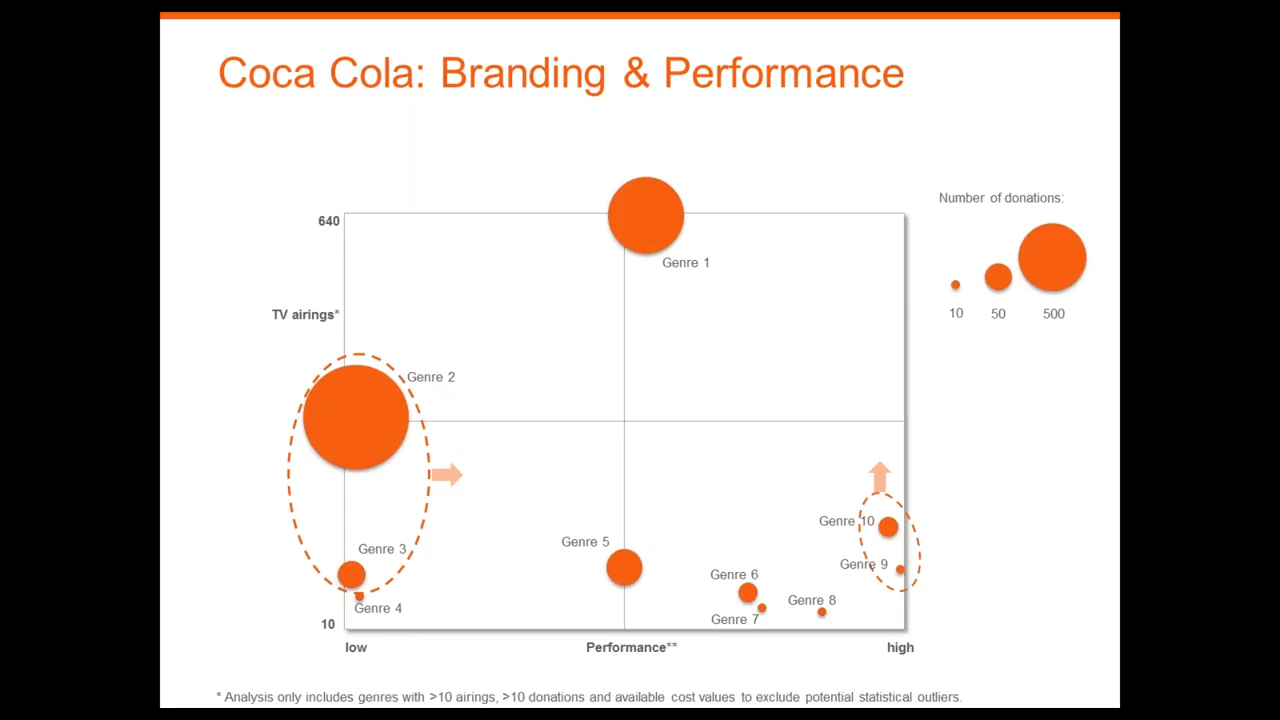 Coca Cola: Branding & Performance
Number of donations:
10
50
500
640
TV airings*
10
Genre 1
Genre 2
Genre 3
Genre 4
Genre 5
Genre 6
Genre 7
Genre 8
Genre 10
Genre 9
low
Performance**
high
* Analysis only includes genres with >10 airings, >10 donations and available cost values to exclude potential statistical outliers.